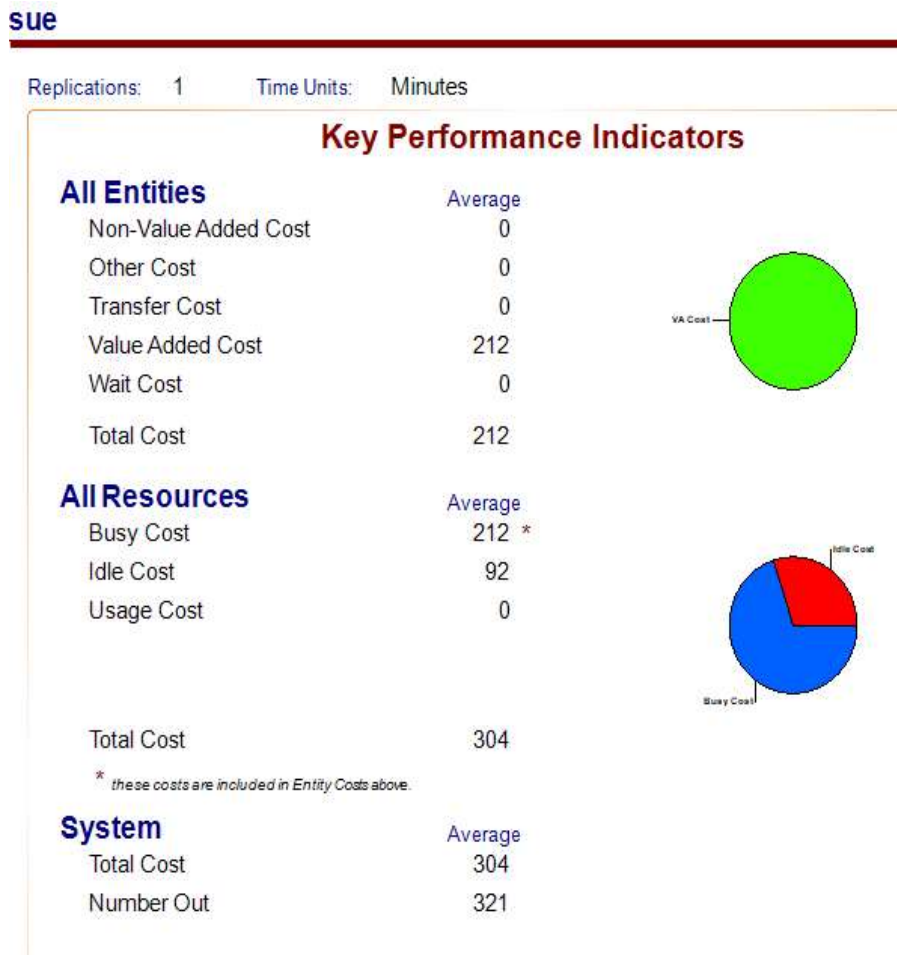 sue
Replications: 1 Time Units: Minutes
Key Performance Indicators
All Entities Average
Non-Value Added Cost 0
Other Cost 0
Transfer Cost 0
VA Cost
Value Added Cost 212
Wait Cost 0
Total Cost 212
All Resources Average
Busy Cost 212 *
Idle Cost
Idle Cost 92
Usage Cost 0
Busy Cost
Total Cost 304
* these costs are included in Entity Costs above.
System Average
Total Cost 304
Number Out 321